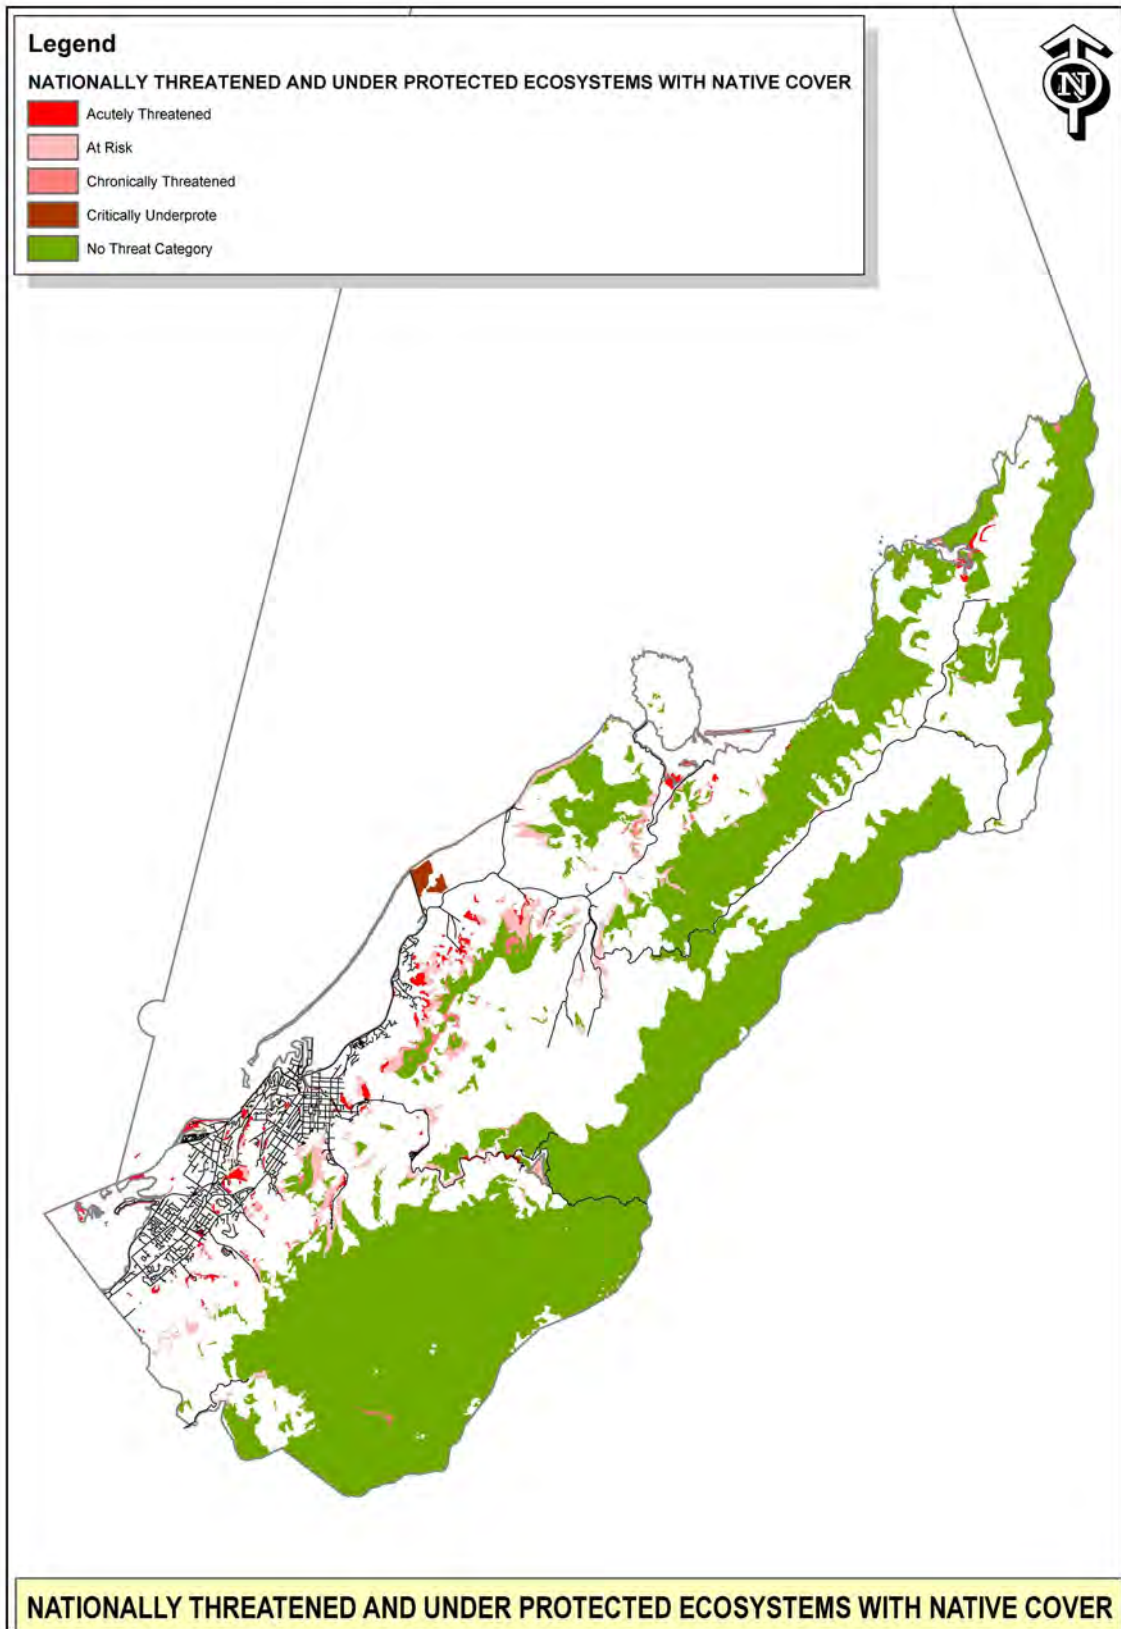 Legend
NATIONALLY THREATENED AND UNDER PROTECTED ECOSYSTEMS WITH NATIVE COVER
Acutely Threatened
At Risk
Chronically Threatened
Critically Underprote
No Threat Category
N
NATIONALLY THREATENED AND UNDER PROTECTED ECOSYSTEMS WITH NATIVE COVER